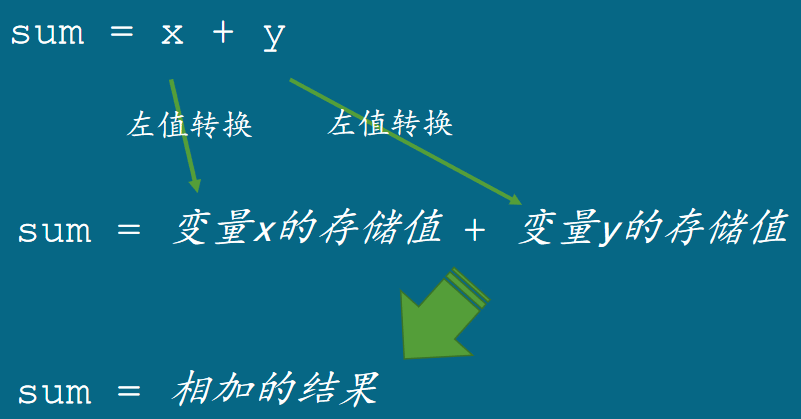 sum = x + y
左值转换
左值转换
sum = 变量x的存储值 + 变量y的存储值
sum = 相加的结果